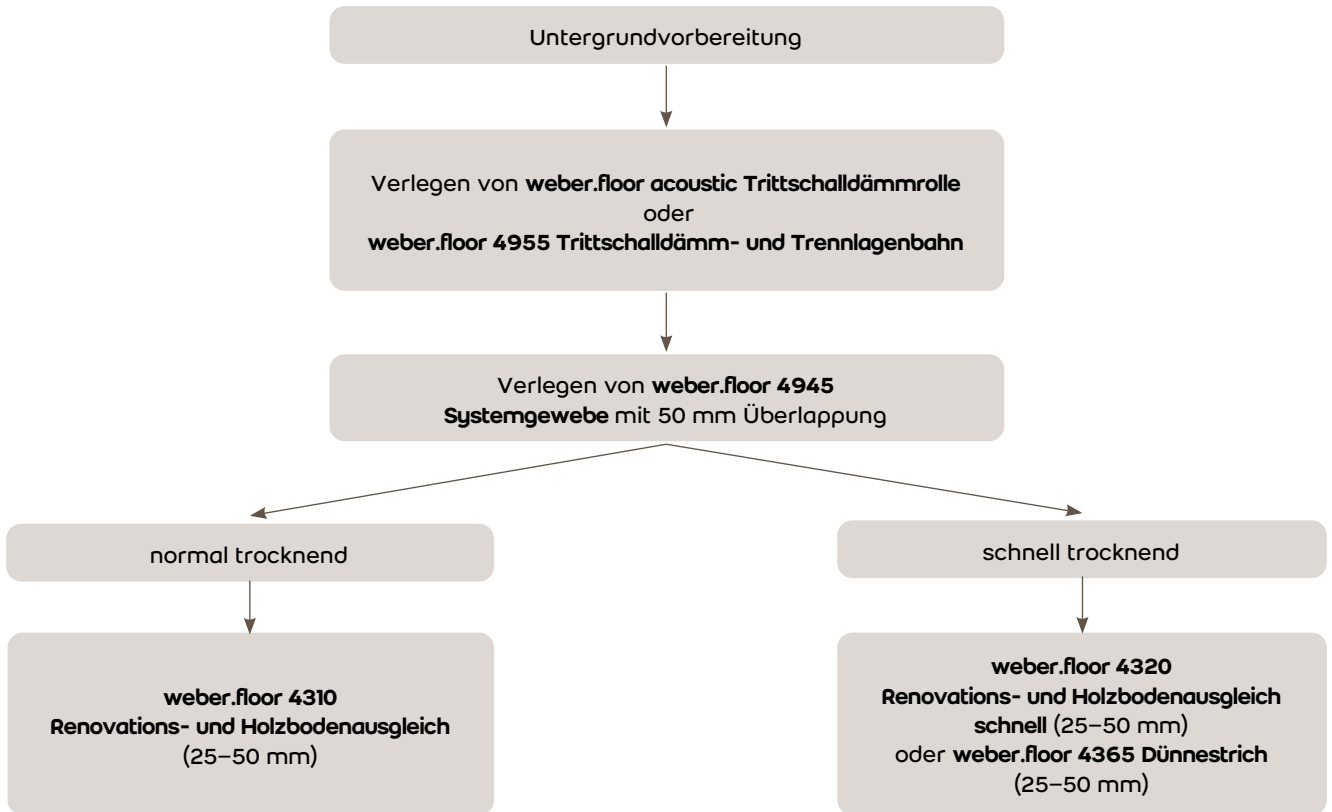 Untergrundvorbereitung
Verlegen von weber.floor acoustic Trittschalldämmrolle
oder
weber.floor 4955 Trittschalldämm- und Trennlagenbahn
Verlegen von weber.floor 4945
Systemgewebe mit 50 mm Überlappung
normal trocknend
weber.floor 4310
Renovations- und Holzbodenausgleich
(25–50 mm)
schnell trocknend
weber.floor 4320
Renovations- und Holzbodenausgleich
schnell (25–50 mm)
oder weber.floor 4365 Dünnestrich
(25–50 mm)